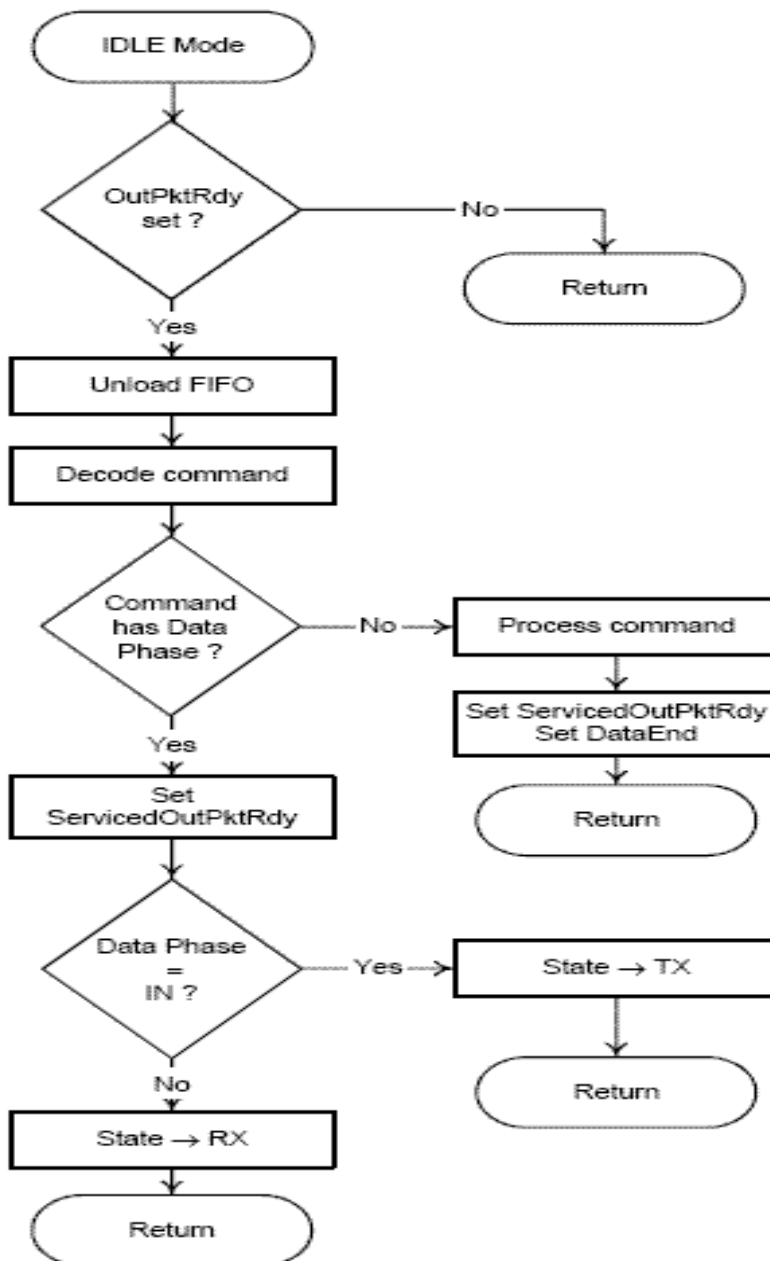 IDLE Mode
OutPktRdy
set ?
No
Return
Yes
Unload FIFO
Decode command
Command
has Data
Phase ?
No
Process command
Set ServicedOutPktRdy
Set DataEnd
Return
Yes
Set
ServicedOutPktRdy
Data Phase
=
IN ?
Yes
State → TX
Return
No
State → RX
Return